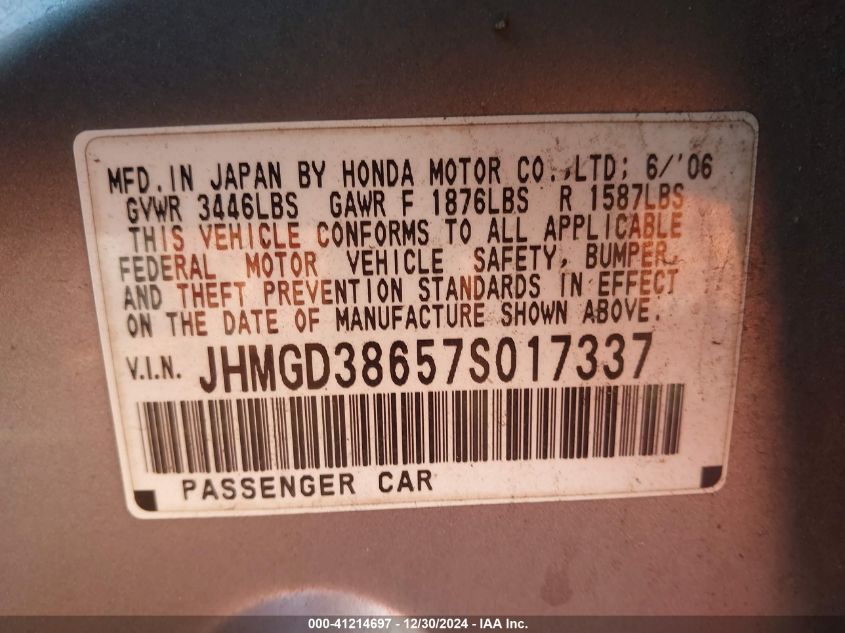 MFD. IN JAPAN BY HONDA MOTOR CO.,LTD; 6/'06
GVWR 3446LBS GAWR F 1876LBS R 1587LBS
THIS VEHICLE CONFORMS TO ALL APPLICABLE
FEDERAL MOTOR VEHICLE SAFETY, BUMPER,
AND THEFT PREVENTION STANDARDS IN EFFECT
ON THE DATE OF MANUFACTURE SHOWN ABOVE.
V.I.N. JHMGD38657S017337
PASSENGER CAR
000-41214697 - 12/30/2024 - IAA Inc.